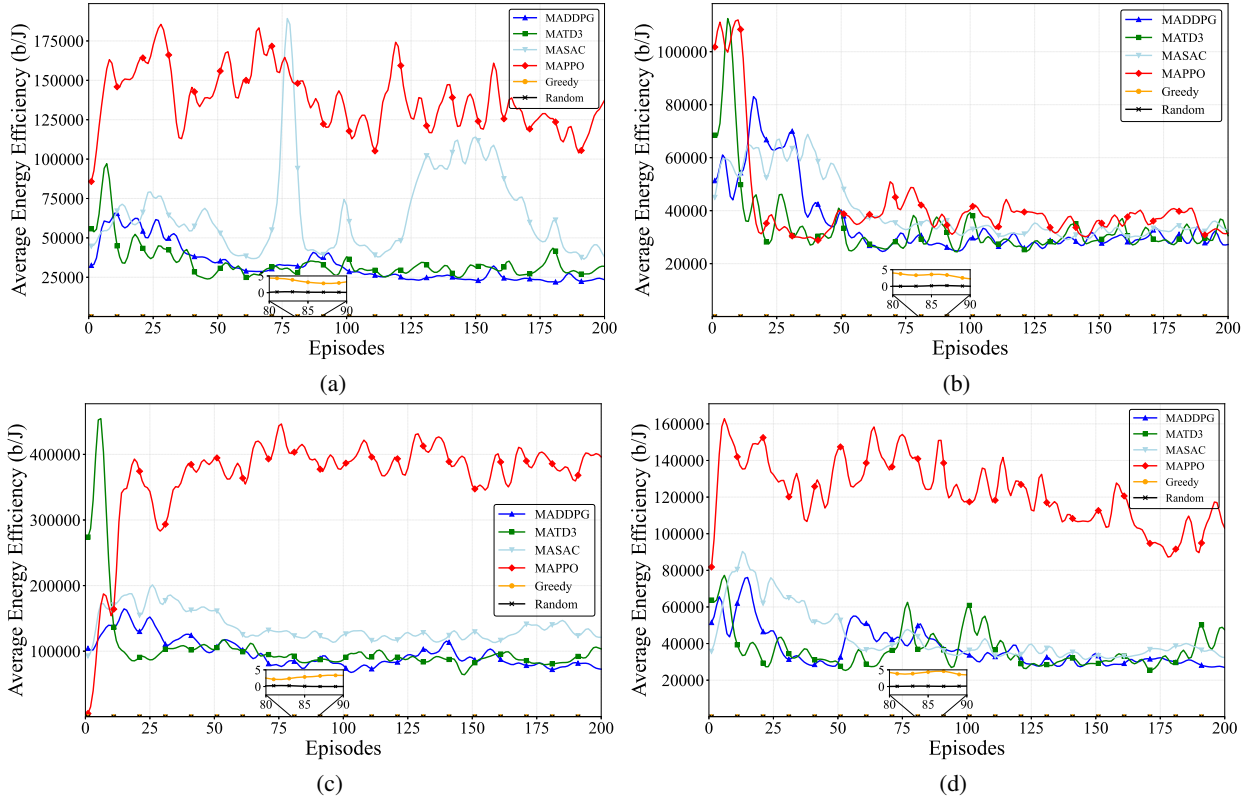 Average Energy Efficiency (b/J)
175000
150000
125000
100000
75000
50000
25000
MADDPG
MATD3
MASAC
MAPPO
Greedy
Random
5
0
80 85 90
0 25 50 75 100 125 150 175 200
Episodes
(a)
Average Energy Efficiency (b/J)
100000
80000
60000
40000
20000
MADDPG
MATD3
MASAC
MAPPO
Greedy
Random
5
0
80 85 90
0 25 50 75 100 125 150 175 200
Episodes
(b)
Average Energy Efficiency (b/J)
400000
300000
200000
100000
MADDPG
MATD3
MASAC
MAPPO
Greedy
Random
5
0
80 85 90
0 25 50 75 100 125 150 175 200
Episodes
(c)
Average Energy Efficiency (b/J)
160000
140000
120000
100000
80000
60000
40000
20000
MADDPG
MATD3
MASAC
MAPPO
Greedy
Random
5
0
80 85 90
0 25 50 75 100 125 150 175 200
Episodes
(d)